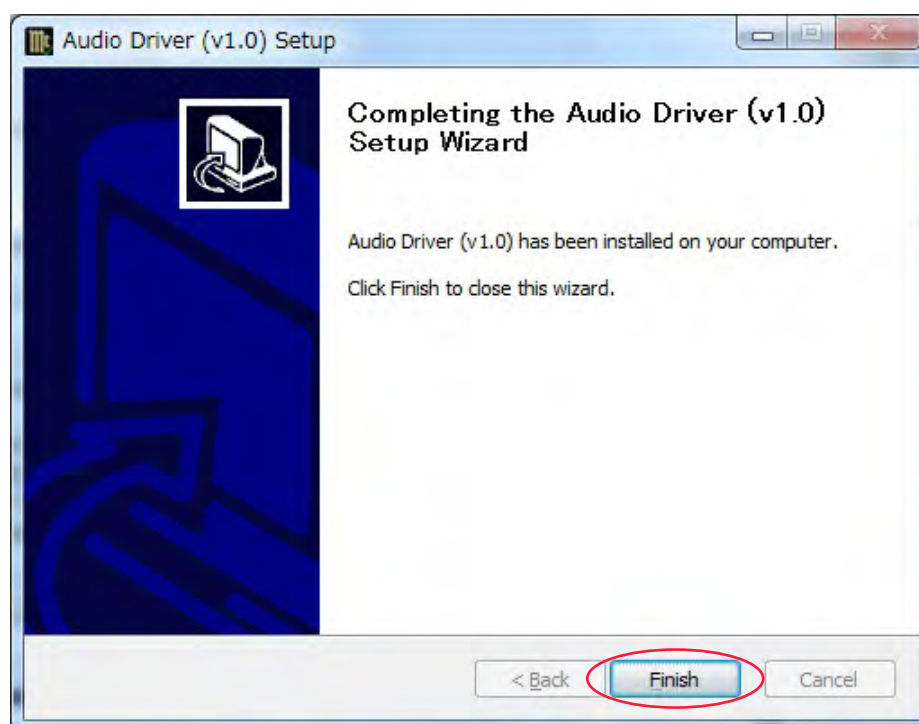 Audio Driver (v1.0) Setup
Completing the Audio Driver (v1.0)
Setup Wizard
Audio Driver (v1.0) has been installed on your computer.
Click Finish to close this wizard.
< Back
Finish
Cancel